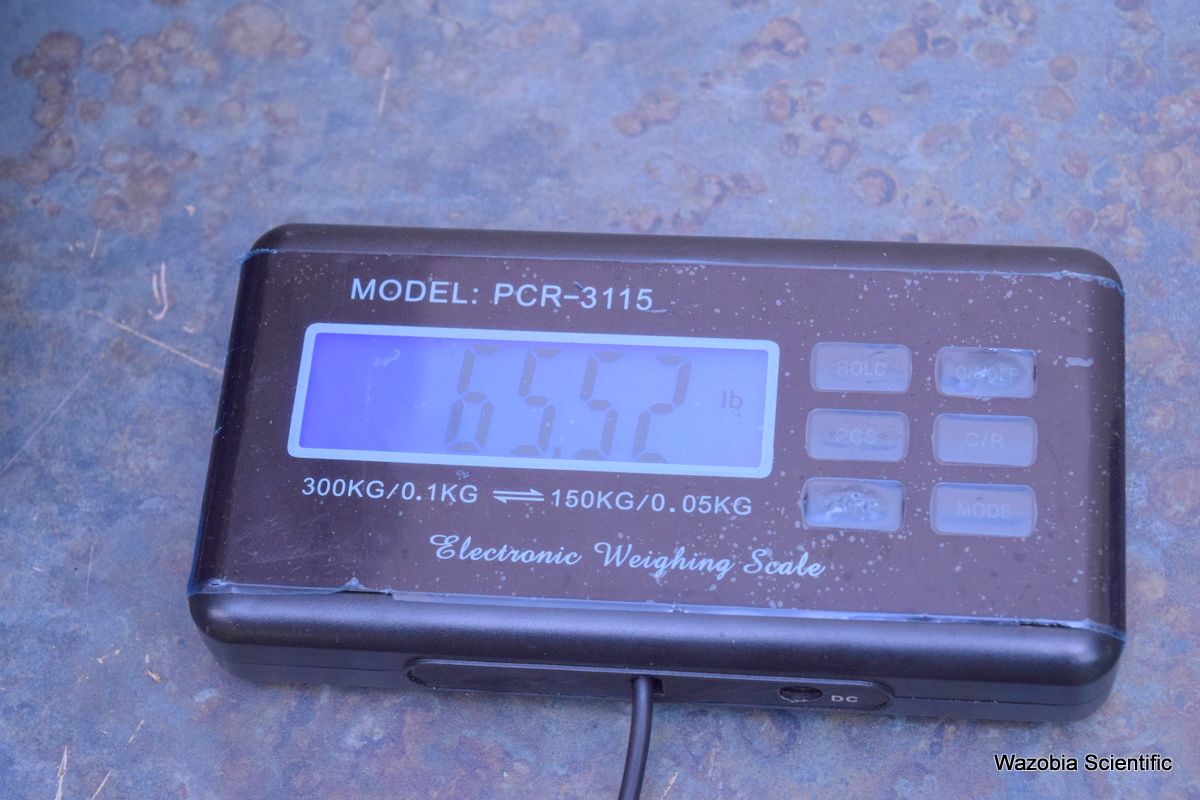 MODEL: PCR-3115
65.52 lb
300KG/0.1KG ⇌ 150KG/0.05KG
Electronic Weighing Scale
HOLD ON/OFF
PCS C/R
MODE
DC
Wazobia Scientific